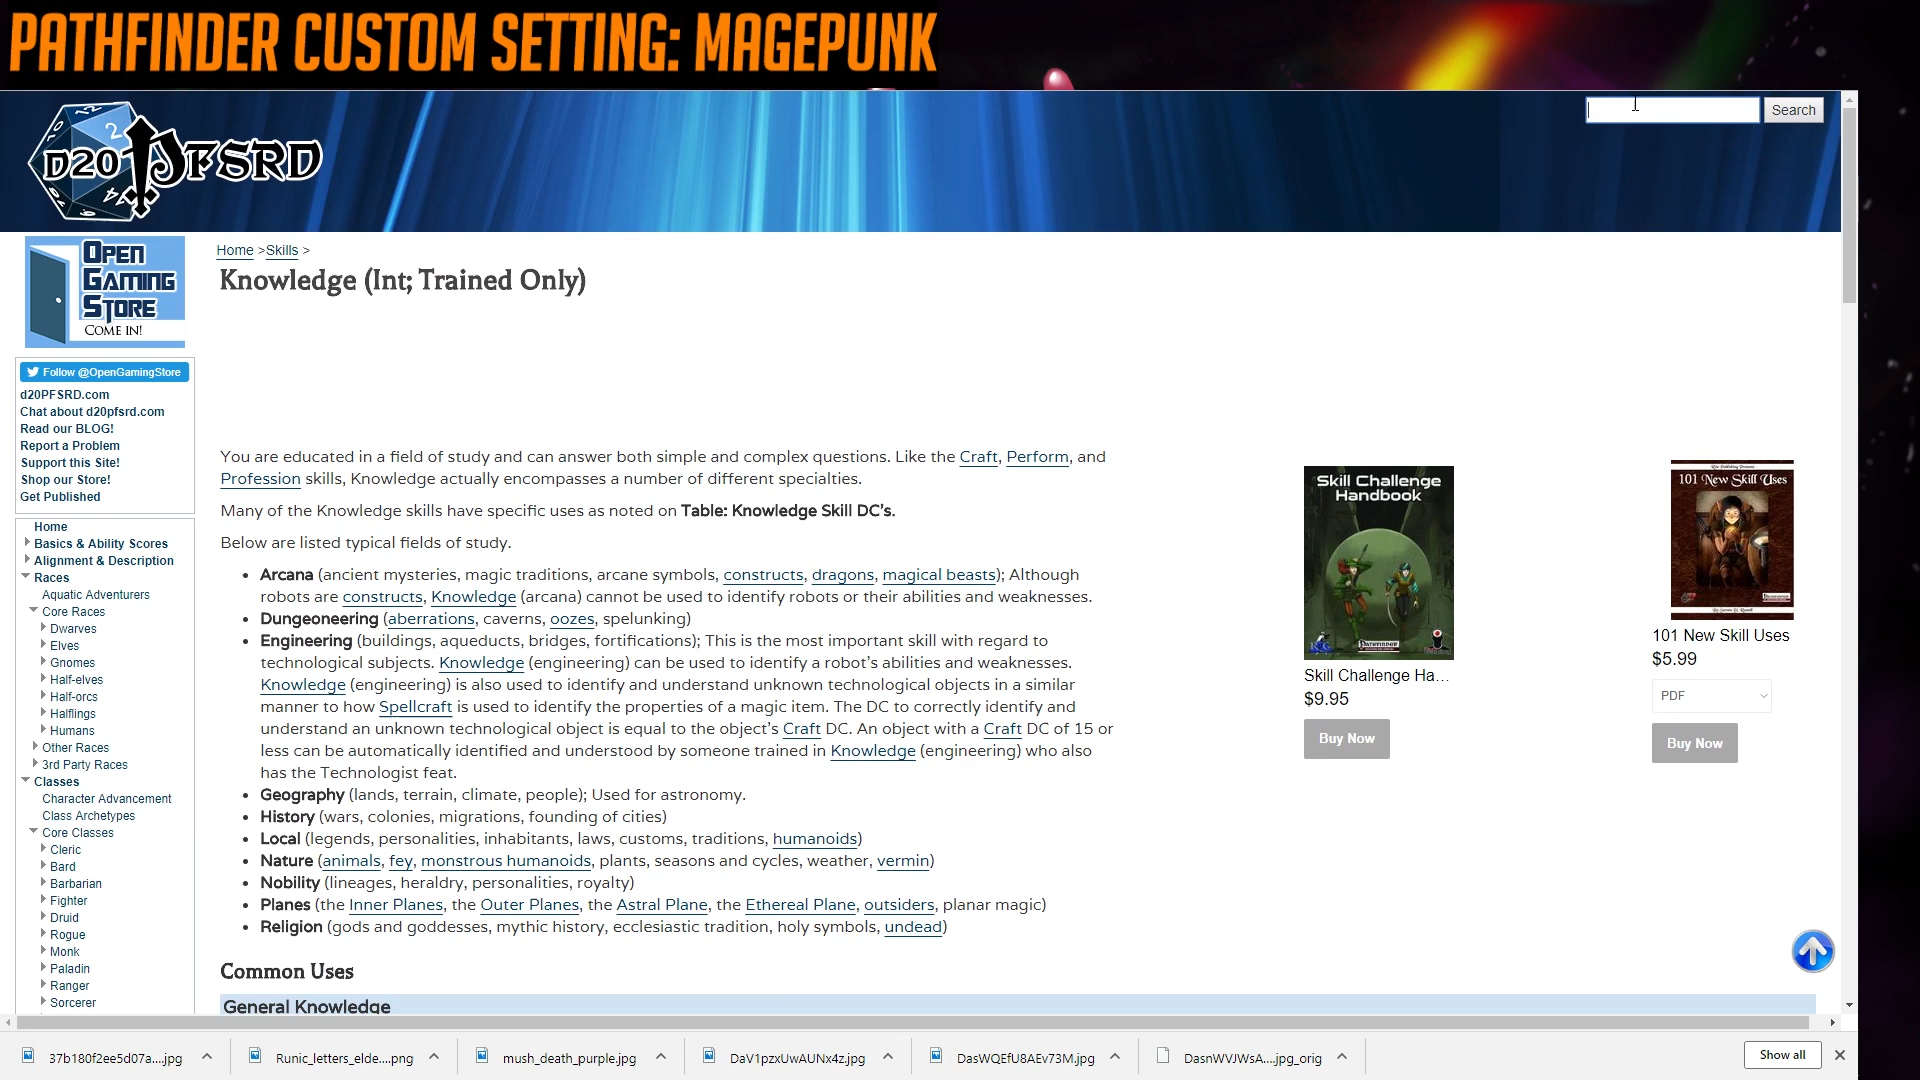 PATHFINDER CUSTOM SETTING: MAGEPUNK
D20PFSRD
Search
OPEN
GAMING
STORE
COME IN!
Follow @OpenGamingStore
d20PFSRD.com
Chat about d20pfsrd.com
Read our BLOG!
Report a Problem
Support this Site!
Shop our Store!
Get Published
Home
Basics & Ability Scores
Alignment & Description
Races
Aquatic Adventurers
Core Races
Dwarves
Elves
Gnomes
Half-elves
Half-orcs
Halflings
Humans
Other Races
3rd Party Races
Classes
Character Advancement
Class Archetypes
Core Classes
Cleric
Bard
Barbarian
Fighter
Druid
Rogue
Monk
Paladin
Ranger
Sorcerer
Home >Skills >
Knowledge (Int; Trained Only)
You are educated in a field of study and can answer both simple and complex questions. Like the Craft, Perform, and
Profession skills, Knowledge actually encompasses a number of different specialties.
Many of the Knowledge skills have specific uses as noted on Table: Knowledge Skill DC's.
Below are listed typical fields of study.
• Arcana (ancient mysteries, magic traditions, arcane symbols, constructs, dragons, magical beasts); Although
robots are constructs, Knowledge (arcana) cannot be used to identify robots or their abilities and weaknesses.
• Dungeoneering (aberrations, caverns, oozes, spelunking)
• Engineering (buildings, aqueducts, bridges, fortifications); This is the most important skill with regard to
technological subjects. Knowledge (engineering) can be used to identify a robot's abilities and weaknesses.
Knowledge (engineering) is also used to identify and understand unknown technological objects in a similar
manner to how Spellcraft is used to identify the properties of a magic item. The DC to correctly identify and
understand an unknown technological object is equal to the object's Craft DC. An object with a Craft DC of 15 or
less can be automatically identified and understood by someone trained in Knowledge (engineering) who also
has the Technologist feat.
• Geography (lands, terrain, climate, people); Used for astronomy.
• History (wars, colonies, migrations, founding of cities)
• Local (legends, personalities, inhabitants, laws, customs, traditions, humanoids)
• Nature (animals, fey, monstrous humanoids, plants, seasons and cycles, weather, vermin)
• Nobility (lineages, heraldry, personalities, royalty)
• Planes (the Inner Planes, the Outer Planes, the Astral Plane, the Ethereal Plane, outsiders, planar magic)
• Religion (gods and goddesses, mythic history, ecclesiastic tradition, holy symbols, undead)
Common Uses
General Knowledge
Skill Challenge
Handbook
Skill Challenge Ha...
$9.95
Buy Now
101 New Skill Uses
101 New Skill Uses
$5.99
PDF
Buy Now
37b180f2ee5d07a....jpg
Runic_letters_elde....png
mush_death_purple.jpg
DaV1pzxUwAUNx4z.jpg
DasWQEfU8AEv73M.jpg
DasnWVJWsA....jpg_orig
Show all